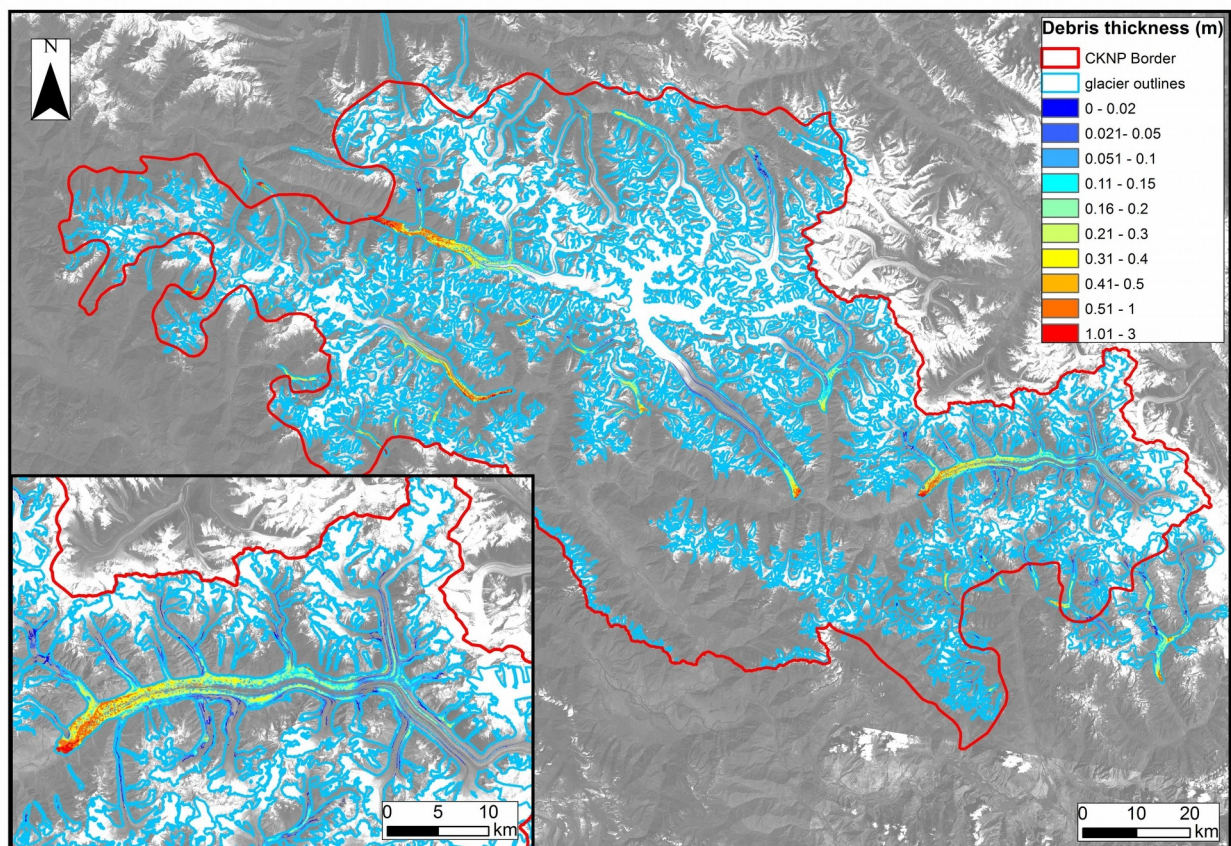 N
Debris thickness (m)
CKNP Border
glacier outlines
0 - 0.02
0.021- 0.05
0.051 - 0.1
0.11 - 0.15
0.16 - 0.2
0.21 - 0.3
0.31 - 0.4
0.41- 0.5
0.51 - 1
1.01 - 3
0 5 10
km
0 10 20
km